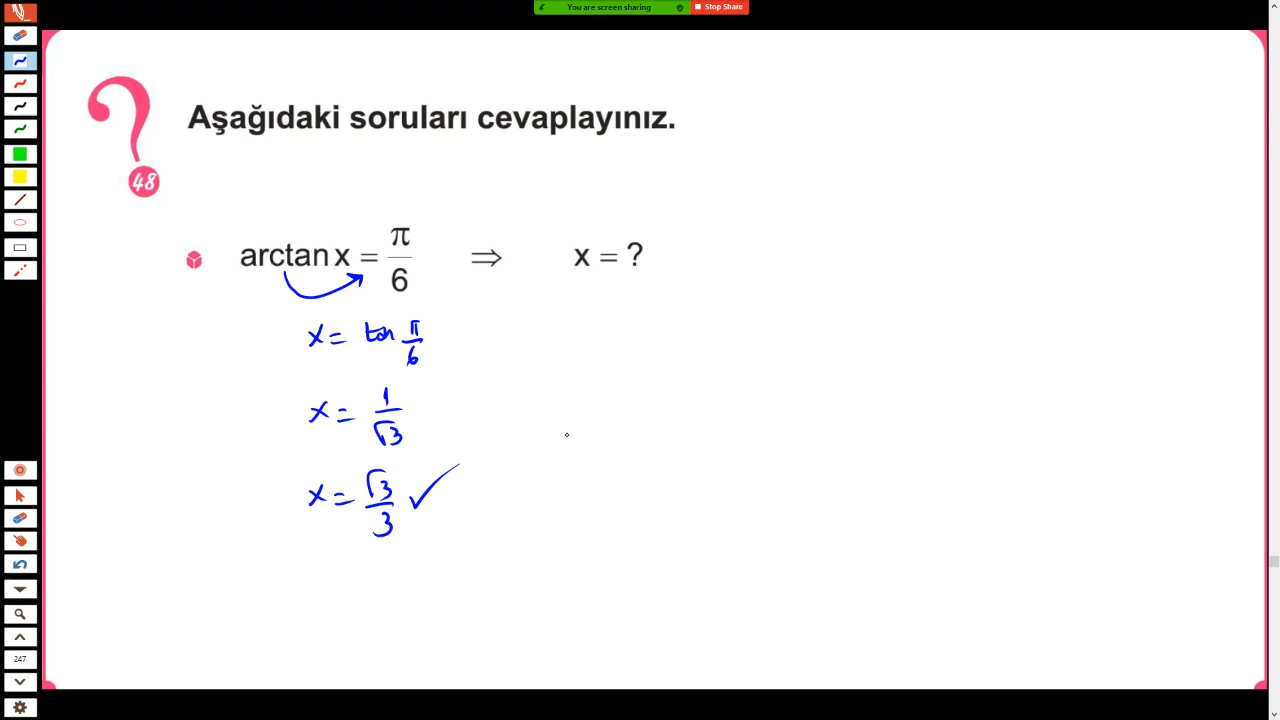 You are screen sharing Stop Share
Aşağıdaki soruları cevaplayınız.
48
arctan x = π/6 ⇒ x = ?
x = tan π/6
x = 1/√3
x = √3/3 ✓
247